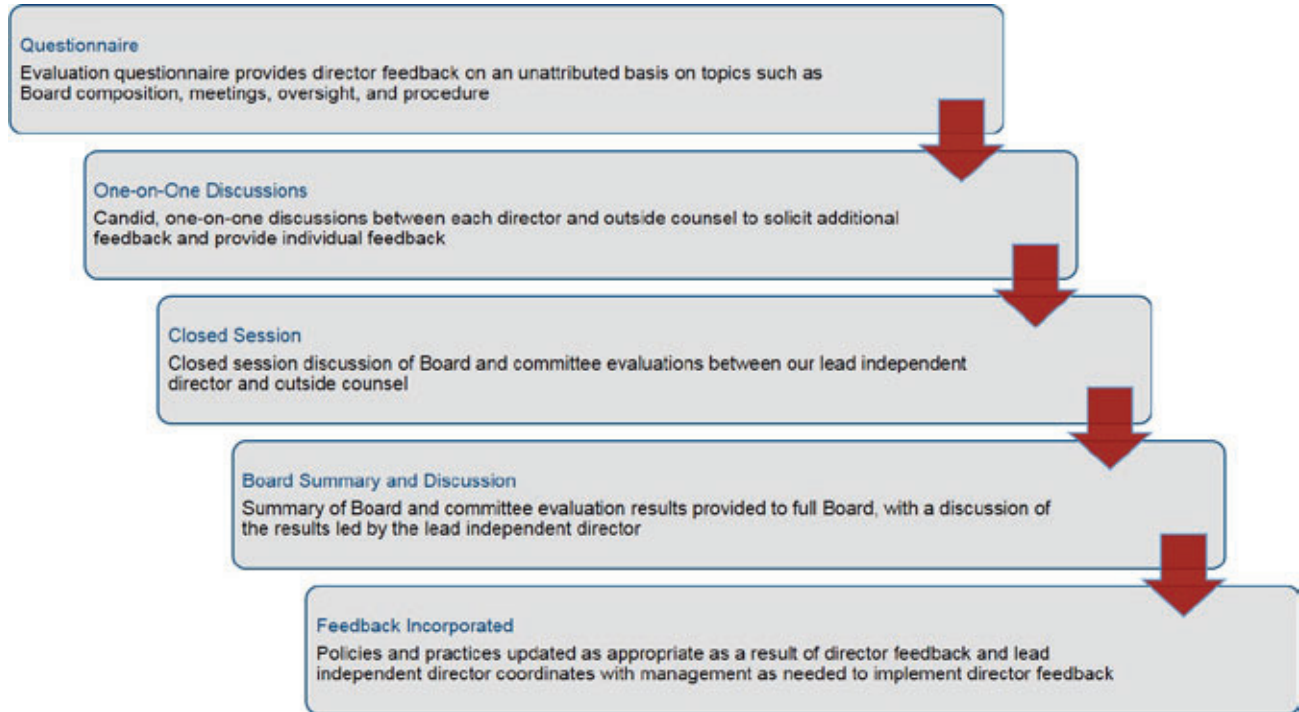 Questionnaire
Evaluation questionnaire provides director feedback on an unattributed basis on topics such as
Board composition, meetings, oversight, and procedure
One-on-One Discussions
Candid, one-on-one discussions between each director and outside counsel to solicit additional
feedback and provide individual feedback
Closed Session
Closed session discussion of Board and committee evaluations between our lead independent
director and outside counsel
Board Summary and Discussion
Summary of Board and committee evaluation results provided to full Board, with a discussion of
the results led by the lead independent director
Feedback Incorporated
Policies and practices updated as appropriate as a result of director feedback and lead
independent director coordinates with management as needed to implement director feedback